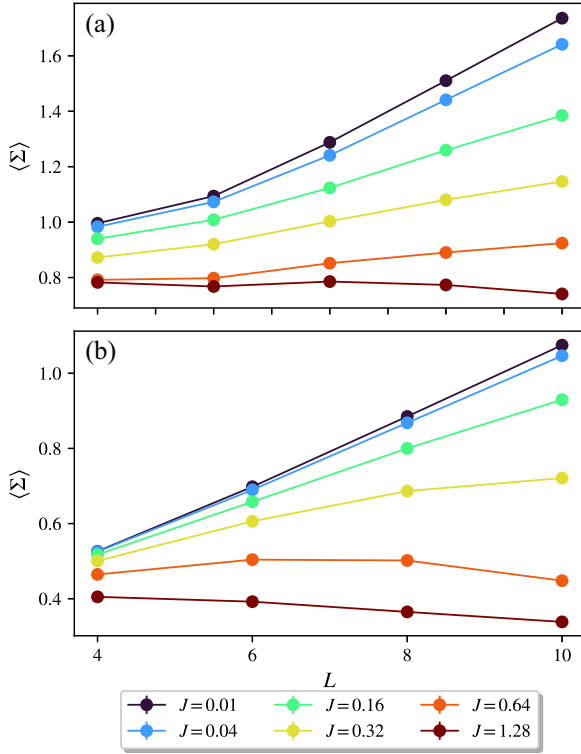 (a)
1.6
1.4
⟨Σ⟩
1.2
1.0
0.8
(b)
1.0
0.8
⟨Σ⟩
0.6
0.4
4 6 8 10
L
J = 0.01 J = 0.16 J = 0.64
J = 0.04 J = 0.32 J = 1.28